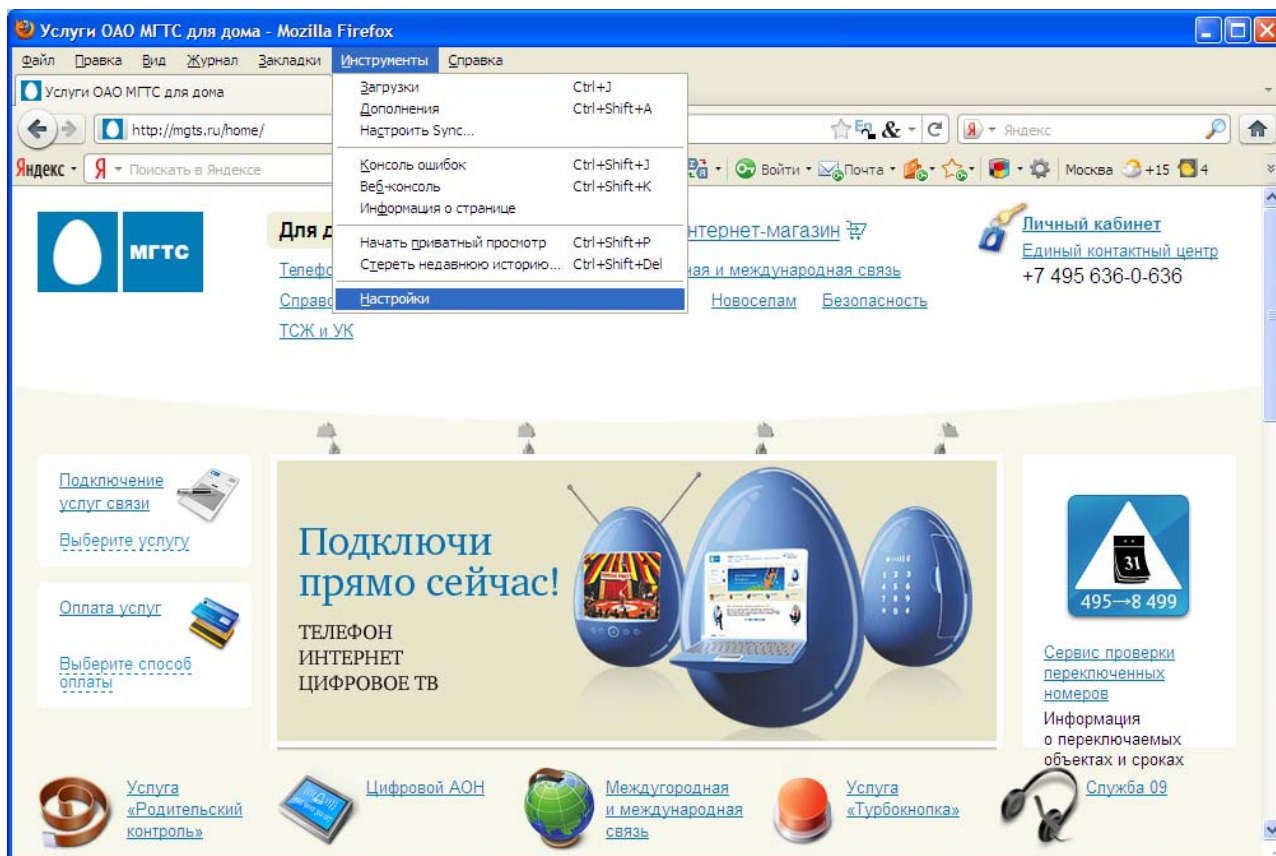 Услуги ОАО МГТС для дома - Mozilla Firefox
Файл Правка Вид Журнал Закладки Инструменты Справка
Услуги ОАО МГТС для дома
Загрузки Ctrl+J
Дополнения Ctrl+Shift+A
Настроить Sync...
Консоль ошибок Ctrl+Shift+J
Веб-консоль Ctrl+Shift+K
Информация о странице
Начать приватный просмотр Ctrl+Shift+P
Стереть недавнюю историю... Ctrl+Shift+Del
Настройки
http://mgts.ru/home/
Я Яндекс
Яндекс Я Поискать в Яндексе
Войти Почта Москва +15 4
МГТС
Для д
нтернет-магазин
Личный кабинет
Телефо
ная и международная связь
Единый контактный центр
+7 495 636-0-636
Справо
Новоселам Безопасность
ТСЖ и УК
Подключение
услуг связи
Выберите услугу
Оплата услуг
Выберите способ
оплаты
Подключи
прямо сейчас!
ТЕЛЕФОН
ИНТЕРНЕТ
ЦИФРОВОЕ ТВ
31
495→8 499
Сервис проверки
переключенных
номеров
Информация
о переключаемых
объектах и сроках
Услуга
«Родительский
контроль»
Цифровой АОН
Междугородная
и международная
связь
Услуга
«Турбокнопка»
Служба 09